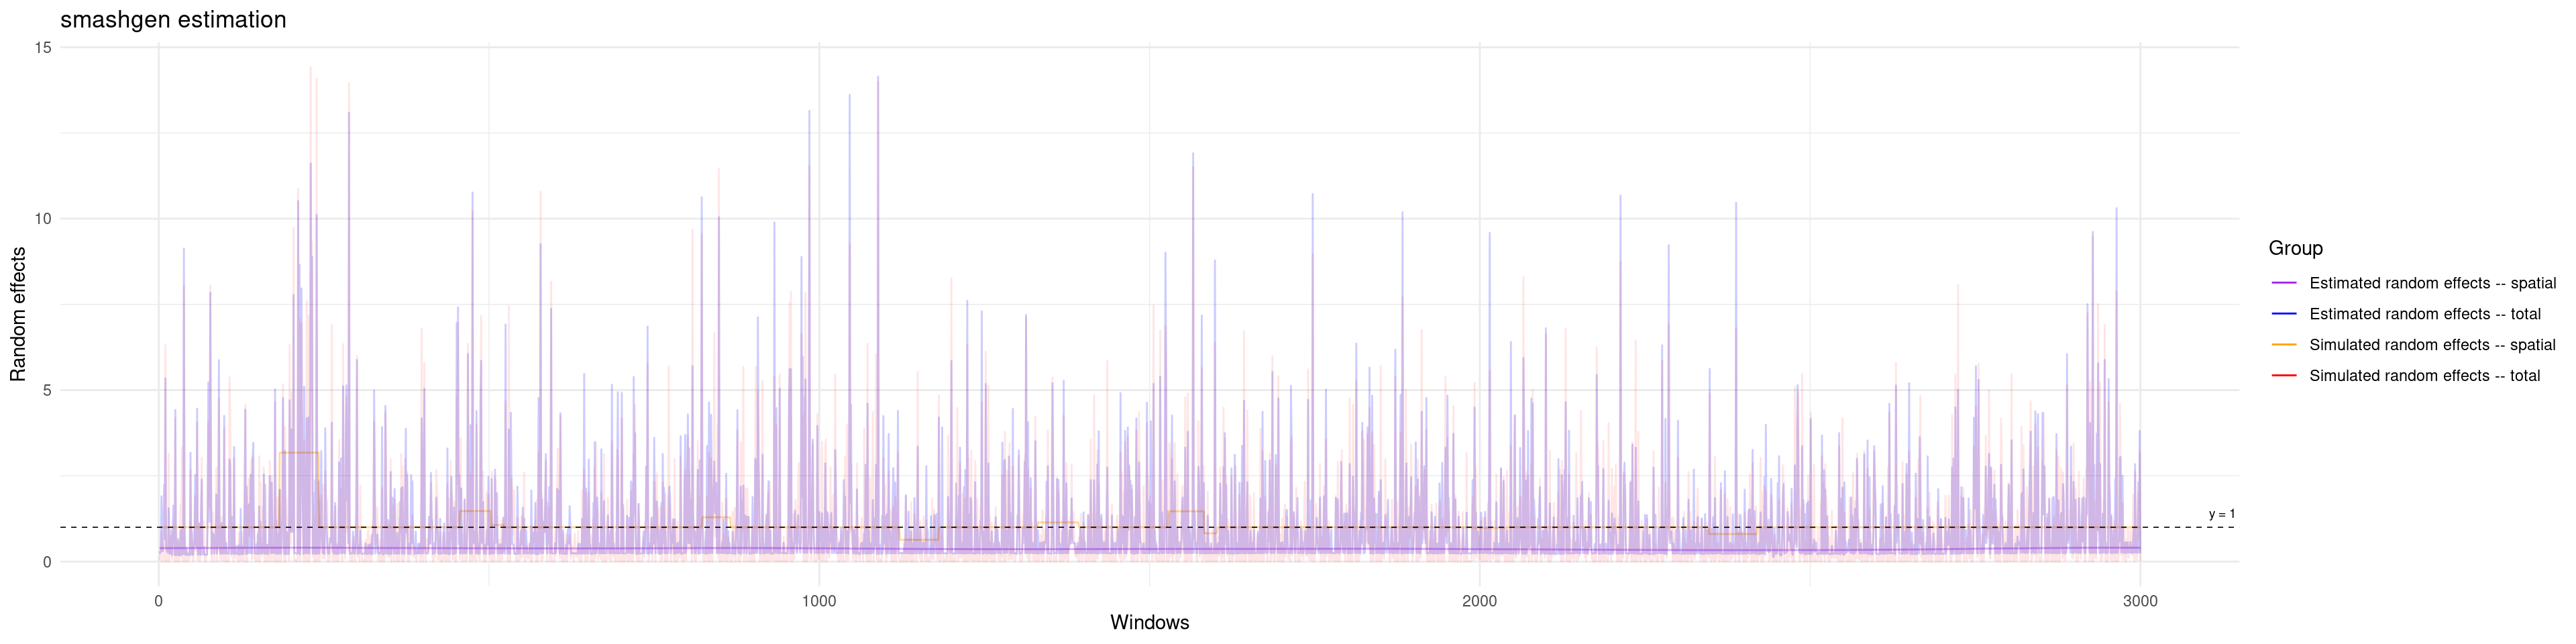 smashgen estimation
15
10
5
0
Random effects
y = 1
0
1000
2000
3000
Windows
Group
Estimated random effects -- spatial
Estimated random effects -- total
Simulated random effects -- spatial
Simulated random effects -- total